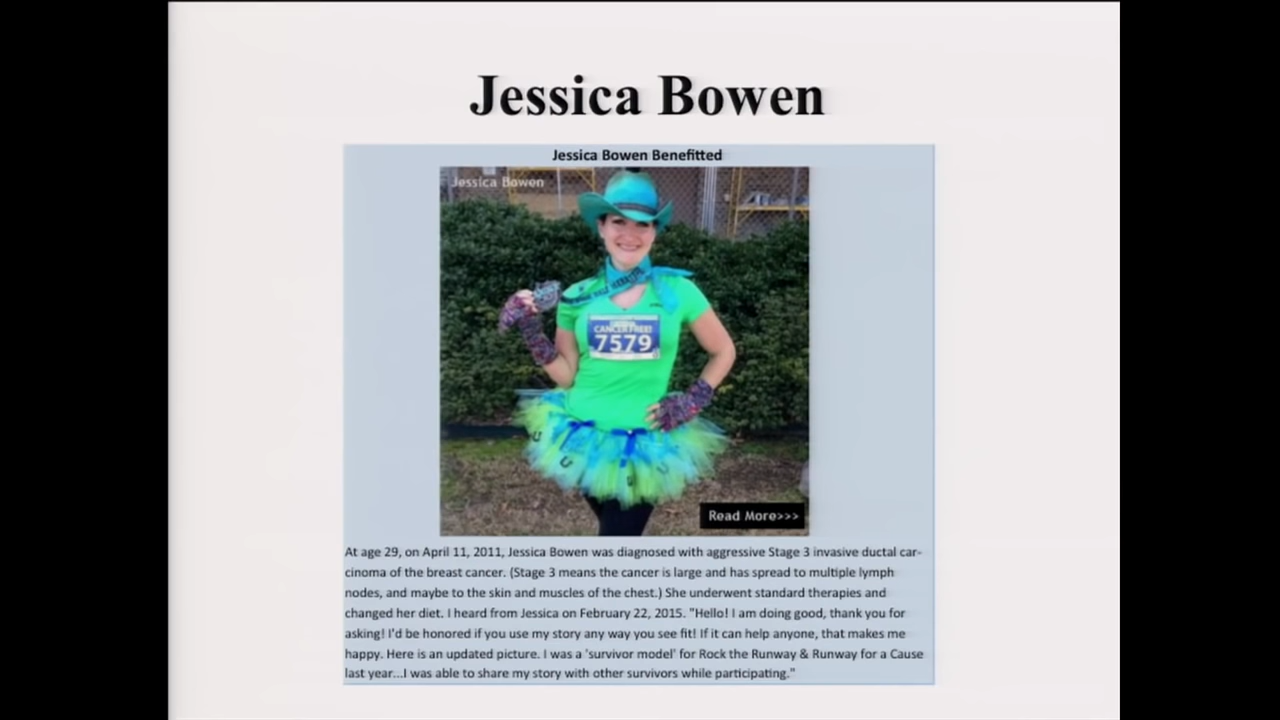 Jessica Bowen
Jessica Bowen Benefitted
Jessica Bowen
CANCER FREE!
7579
Read More>>>
At age 29, on April 11, 2011, Jessica Bowen was diagnosed with aggressive Stage 3 invasive ductal car-
cinoma of the breast cancer. (Stage 3 means the cancer is large and has spread to multiple lymph
nodes, and maybe to the skin and muscles of the chest.) She underwent standard therapies and
changed her diet. I heard from Jessica on February 22, 2015. "Hello! I am doing good, thank you for
asking! I'd be honored if you use my story any way you see fit! If it can help anyone, that makes me
happy. Here is an updated picture. I was a 'survivor model' for Rock the Runway & Runway for a Cause
last year...I was able to share my story with other survivors while participating."